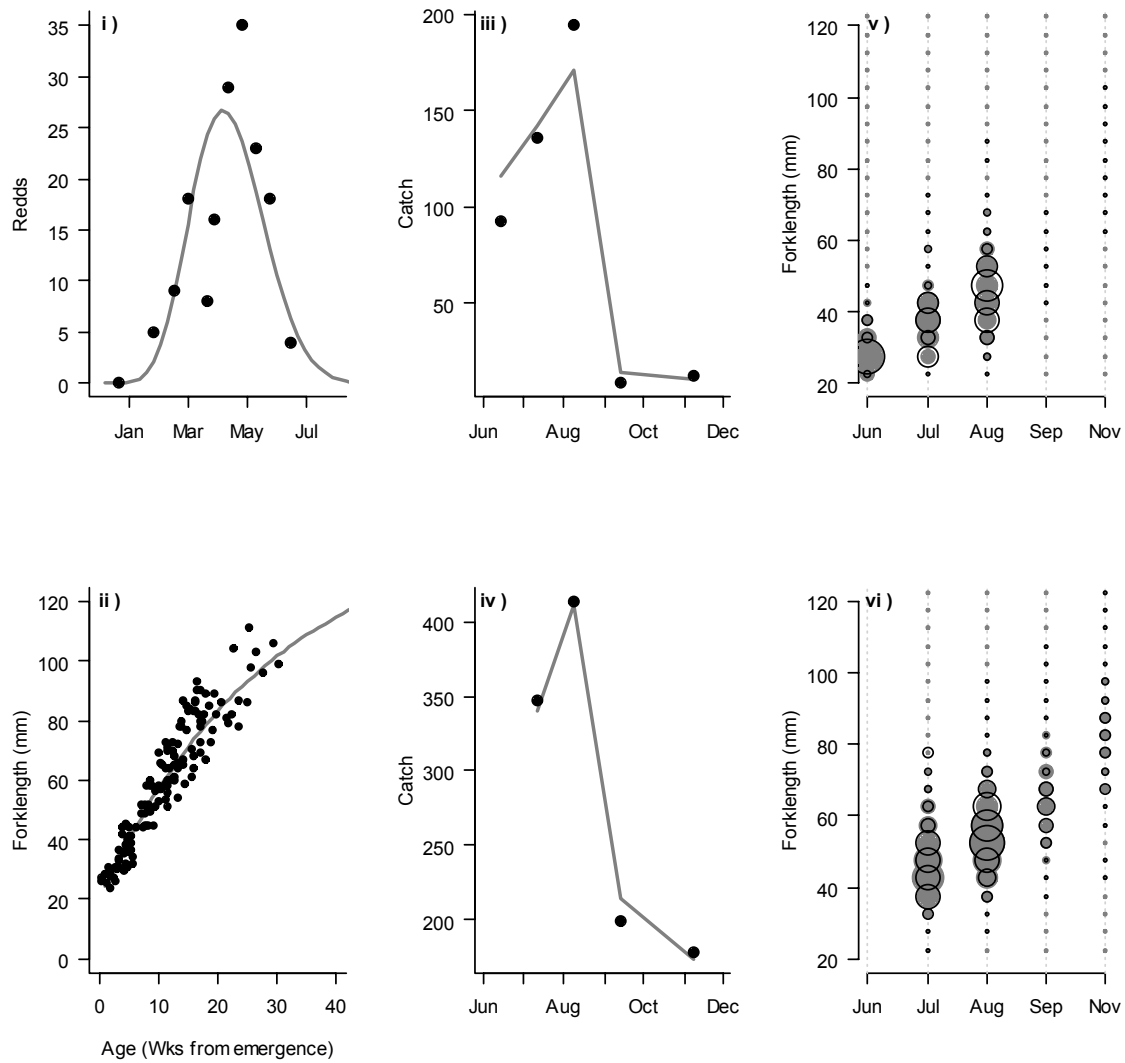 i )
Redds
35
30
25
20
15
10
5
0
Jan Mar May Jul
iii )
Catch
200
150
100
50
Jun Aug Oct Dec
v )
Forklength (mm)
120
100
80
60
40
20
Jun Jul Aug Sep Nov
ii )
Forklength (mm)
120
100
80
60
40
20
0
0 10 20 30 40
Age (Wks from emergence)
iv )
Catch
400
350
300
250
200
Jun Aug Oct Dec
vi )
Forklength (mm)
120
100
80
60
40
20
Jun Jul Aug Sep Nov